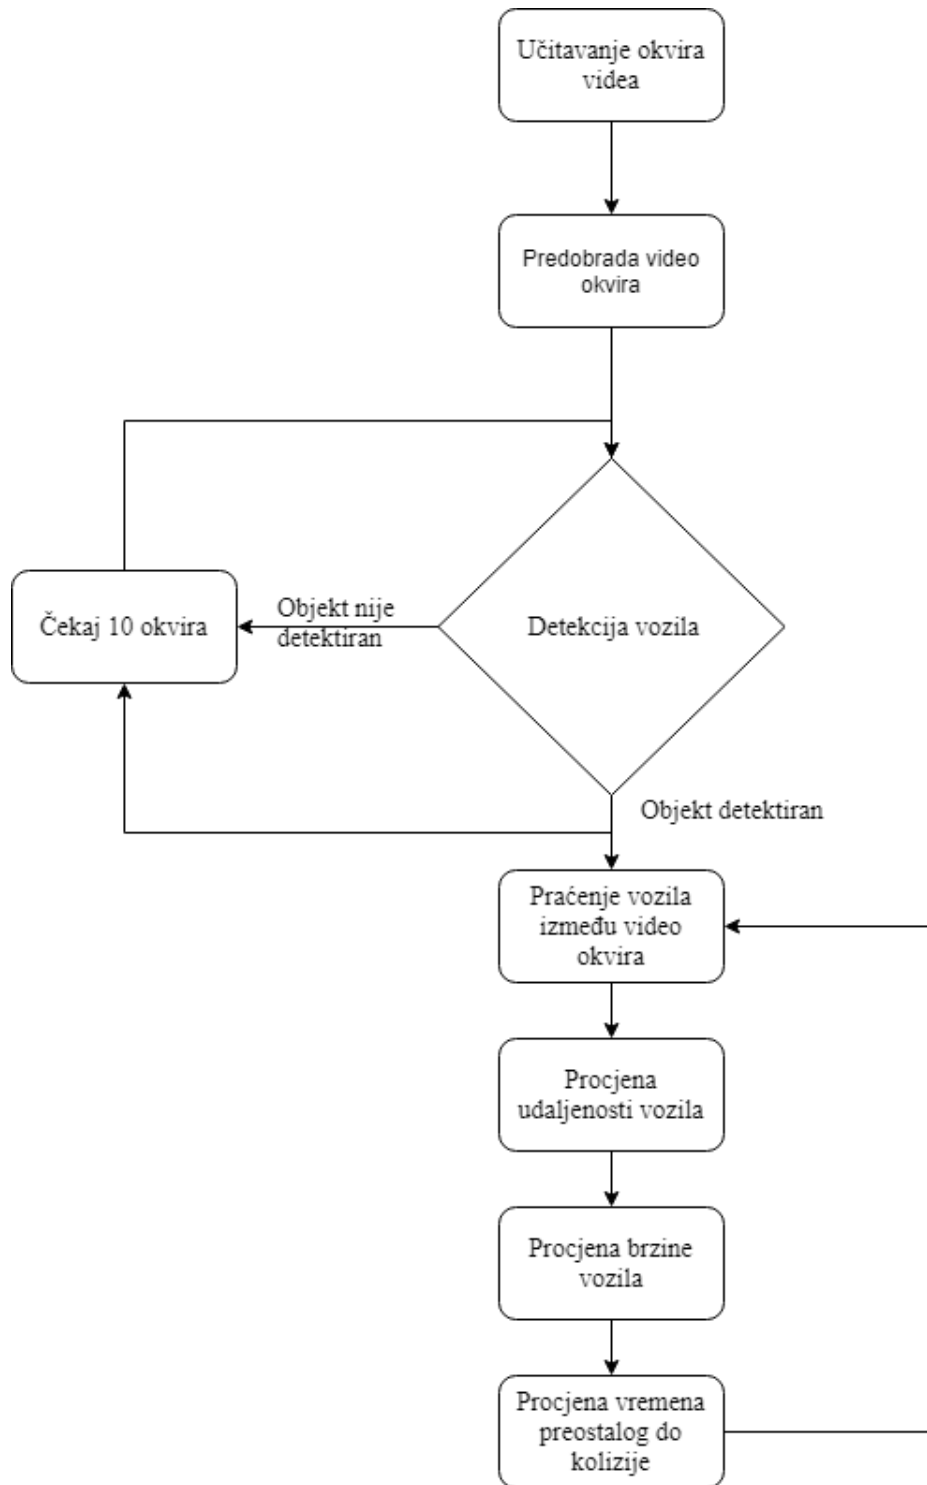 Učitavanje okvira
videa
Predobrada video
okvira
Objekt nije
detektiran
Čekaj 10 okvira
Detekcija vozila
Objekt detektiran
Praćenje vozila
između video
okvira
Procjena
udaljenosti vozila
Procjena brzine
vozila
Procjena vremena
preostalog do
kolizije